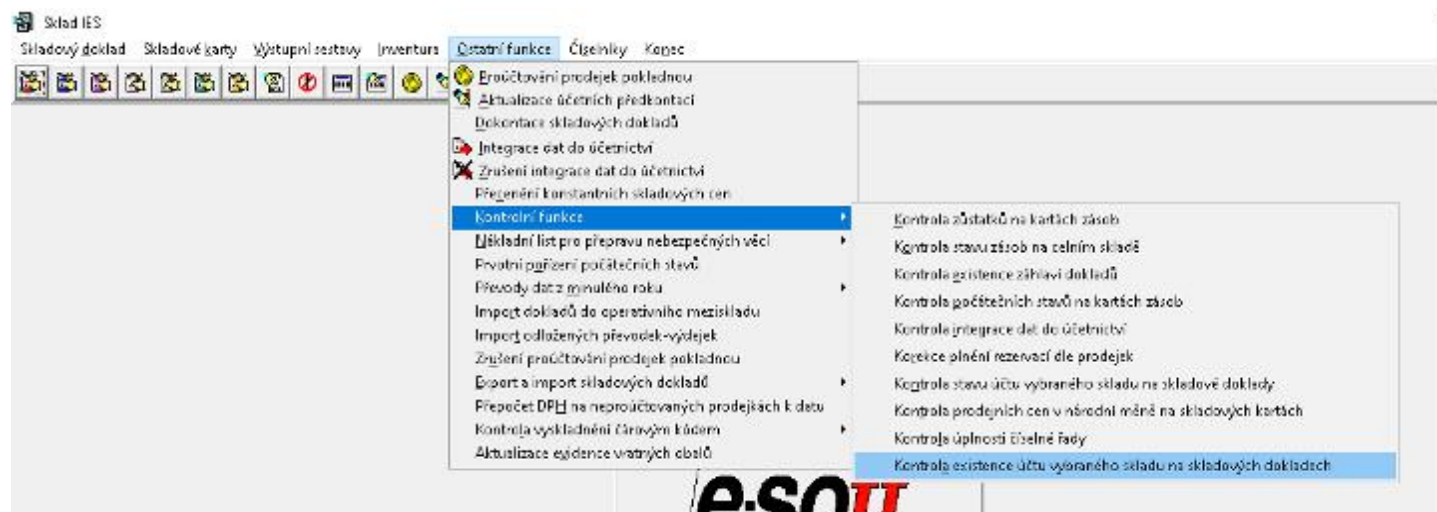 Sklad IES
Skladový doklad Skladové karty Výstupní sestavy Inventura Ostatní funkce Číselníky Konec
Proúčtování prodejek pokladnou
Aktualizace účetních předkontací
Dokontace skladových dokladů
Integrace dat do účetnictví
Zrušení integrace dat do účetnictví
Přecenění konstantních skladových cen
Kontrolní funkce
Nákladní list pro přepravu nebezpečných věcí
Prvotní pořízení počátečních stavů
Převody dat z minulého roku
Import dokladů do operativního meziskladu
Import odložených převodek-výdejek
Zrušení proúčtování prodejek pokladnou
Export a import skladových dokladů
Přepočet DPH na neproúčtovaných prodejkách k datu
Kontrola vyskladnění čárovým kódem
Aktualizace evidence vratných obalů
Kontrola zůstatků na kartách zásob
Kontrola stavu zásob na celním skladě
Kontrola existence záhlaví dokladů
Kontrola počátečních stavů na kartách zásob
Kontrola integrace dat do účetnictví
Korekce plnění rezervací dle prodejek
Kontrola stavu účtu vybraného skladu na skladové doklady
Kontrola prodejních cen v národní měně na skladových kartách
Kontrola úplnosti číselné řady
Kontrola existence účtu vybraného skladu na skladových dokladech
e·soft